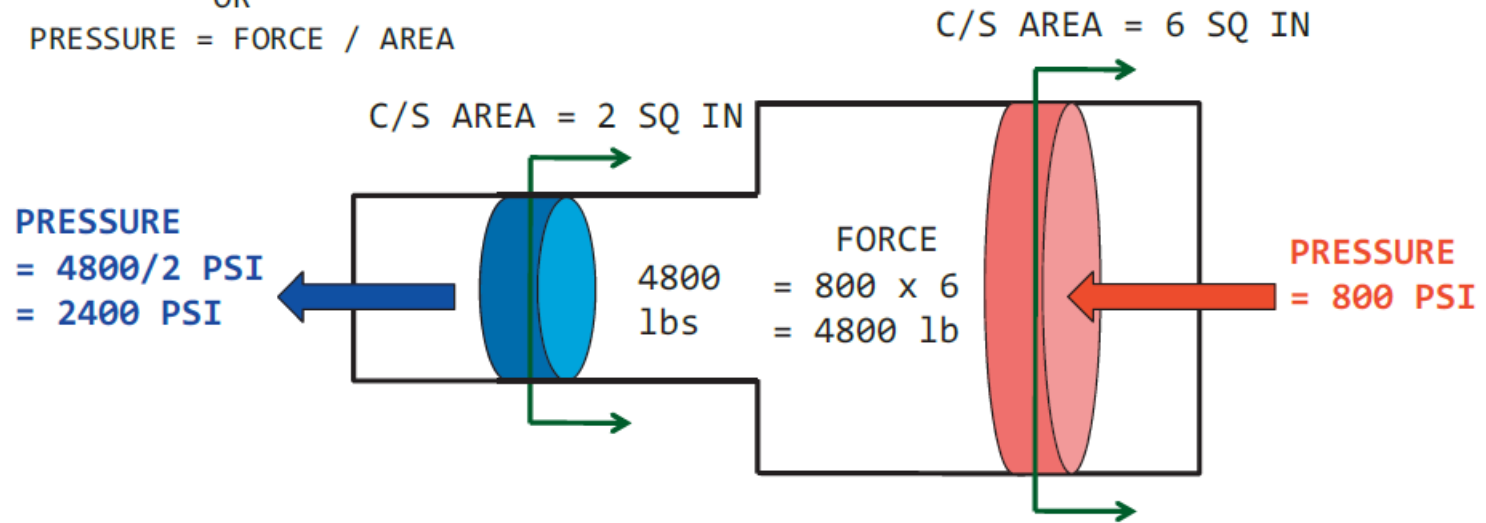 OR
PRESSURE = FORCE / AREA
C/S AREA = 6 SQ IN
C/S AREA = 2 SQ IN
PRESSURE
= 4800/2 PSI
= 2400 PSI
4800
lbs
FORCE
= 800 x 6
= 4800 lb
PRESSURE
= 800 PSI